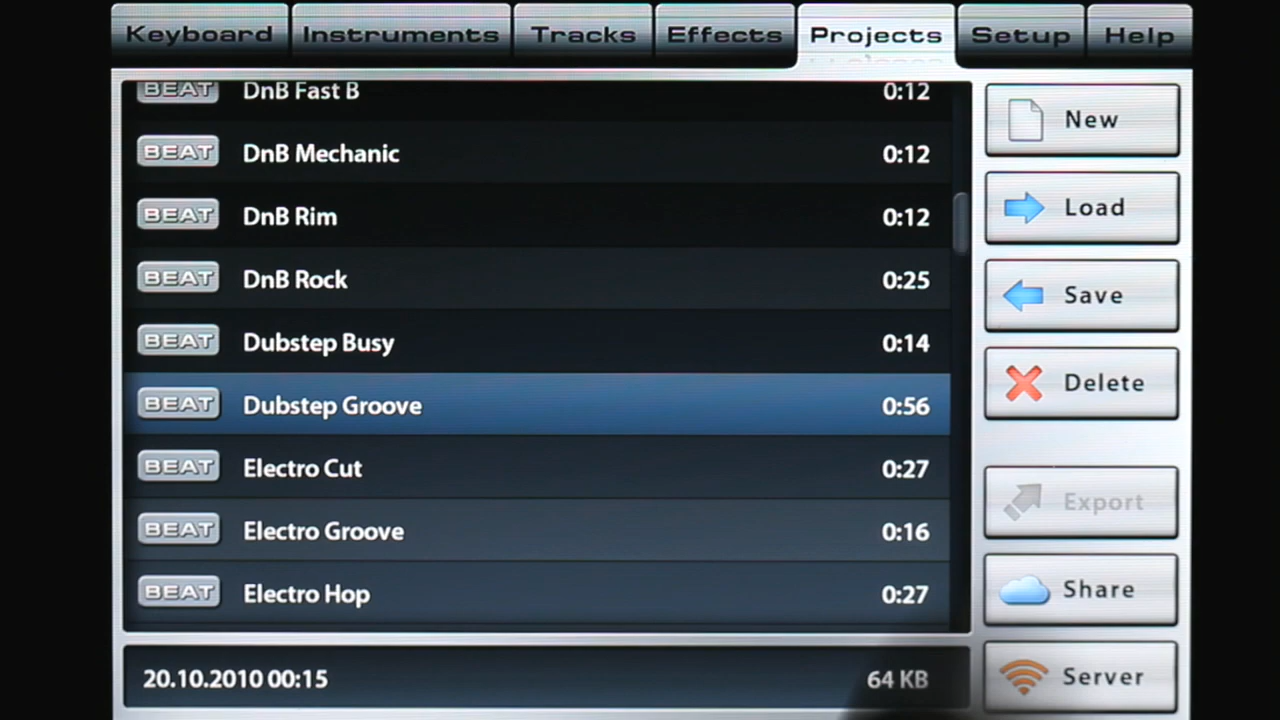 Keyboard Instruments Tracks Effects Projects Setup Help
BEAT DnB Fast B 0:12
BEAT DnB Mechanic 0:12
BEAT DnB Rim 0:12
BEAT DnB Rock 0:25
BEAT Dubstep Busy 0:14
BEAT Dubstep Groove 0:56
BEAT Electro Cut 0:27
BEAT Electro Groove 0:16
BEAT Electro Hop 0:27
20.10.2010 00:15 64 KB
New
Load
Save
Delete
Export
Share
Server